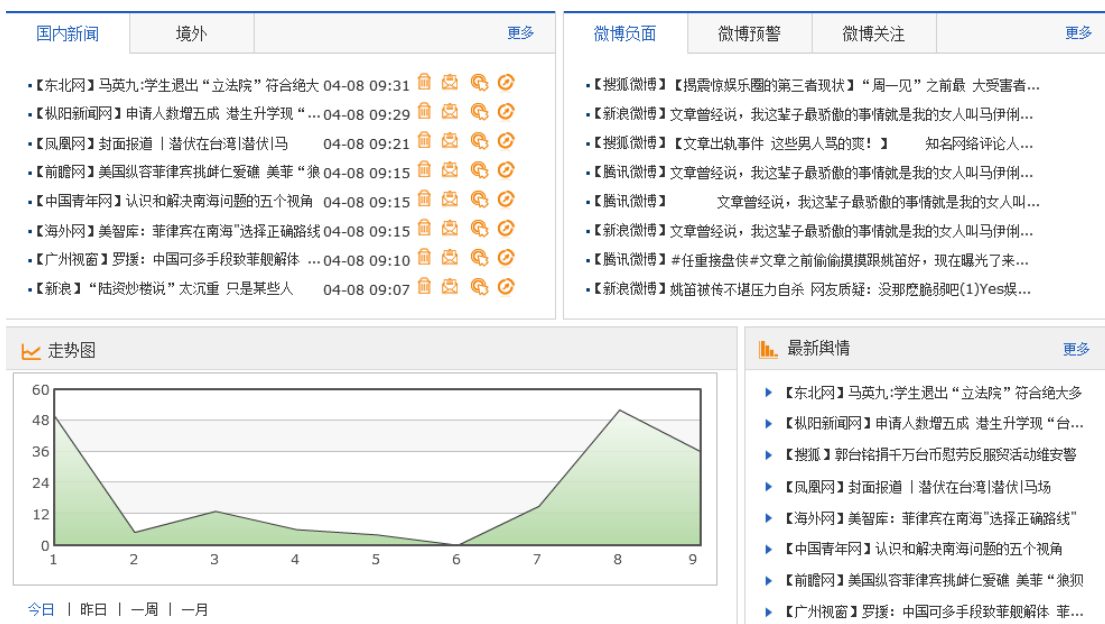 国内新闻 境外 更多
【东北网】马英九:学生退出“立法院”符合绝大 04-08 09:31
【枞阳新闻网】申请人数增五成 港生升学现“... 04-08 09:29
【凤凰网】封面报道 | 潜伏在台湾|潜伏|马 04-08 09:21
【前瞻网】美国纵容菲律宾挑衅仁爱礁 美菲“狼 04-08 09:15
【中国青年网】认识和解决南海问题的五个视角 04-08 09:15
【海外网】美智库：菲律宾在南海"选择正确路线 04-08 09:15
【广州视窗】罗援：中国可多手段致菲舰解体 ... 04-08 09:10
【新浪】“陆资炒楼说”太沉重 只是某些人 04-08 09:07
微博负面 微博预警 微博关注 更多
【搜狐微博】【揭震惊娱乐圈的第三者现状】“周一见”之前最 大受害者...
【新浪微博】文章曾经说，我这辈子最骄傲的事情就是我的女人叫马伊俐...
【搜狐微博】【文章出轨事件 这些男人骂的爽！】 知名网络评论人...
【腾讯微博】文章曾经说，我这辈子最骄傲的事情就是我的女人叫马伊俐...
【腾讯微博】 文章曾经说，我这辈子最骄傲的事情就是我的女人叫...
【新浪微博】文章曾经说，我这辈子最骄傲的事情就是我的女人叫马伊俐...
【腾讯微博】#任重接盘侠#文章之前偷偷摸摸跟姚笛好，现在曝光了来...
【新浪微博】姚笛被传不堪压力自杀 网友质疑：没那麽脆弱吧(1)Yes娱...
走势图
60
48
36
24
12
0
1 2 3 4 5 6 7 8 9
今日 | 昨日 | 一周 | 一月
最新舆情 更多
【东北网】马英九:学生退出“立法院”符合绝大多
【枞阳新闻网】申请人数增五成 港生升学现“台...
【搜狐】郭台铭捐千万台币慰劳反服贸活动维安警
【凤凰网】封面报道 | 潜伏在台湾|潜伏|马场
【海外网】美智库：菲律宾在南海"选择正确路线"
【中国青年网】认识和解决南海问题的五个视角
【前瞻网】美国纵容菲律宾挑衅仁爱礁 美菲“狼狈
【广州视窗】罗援：中国可多手段致菲舰解体 菲...